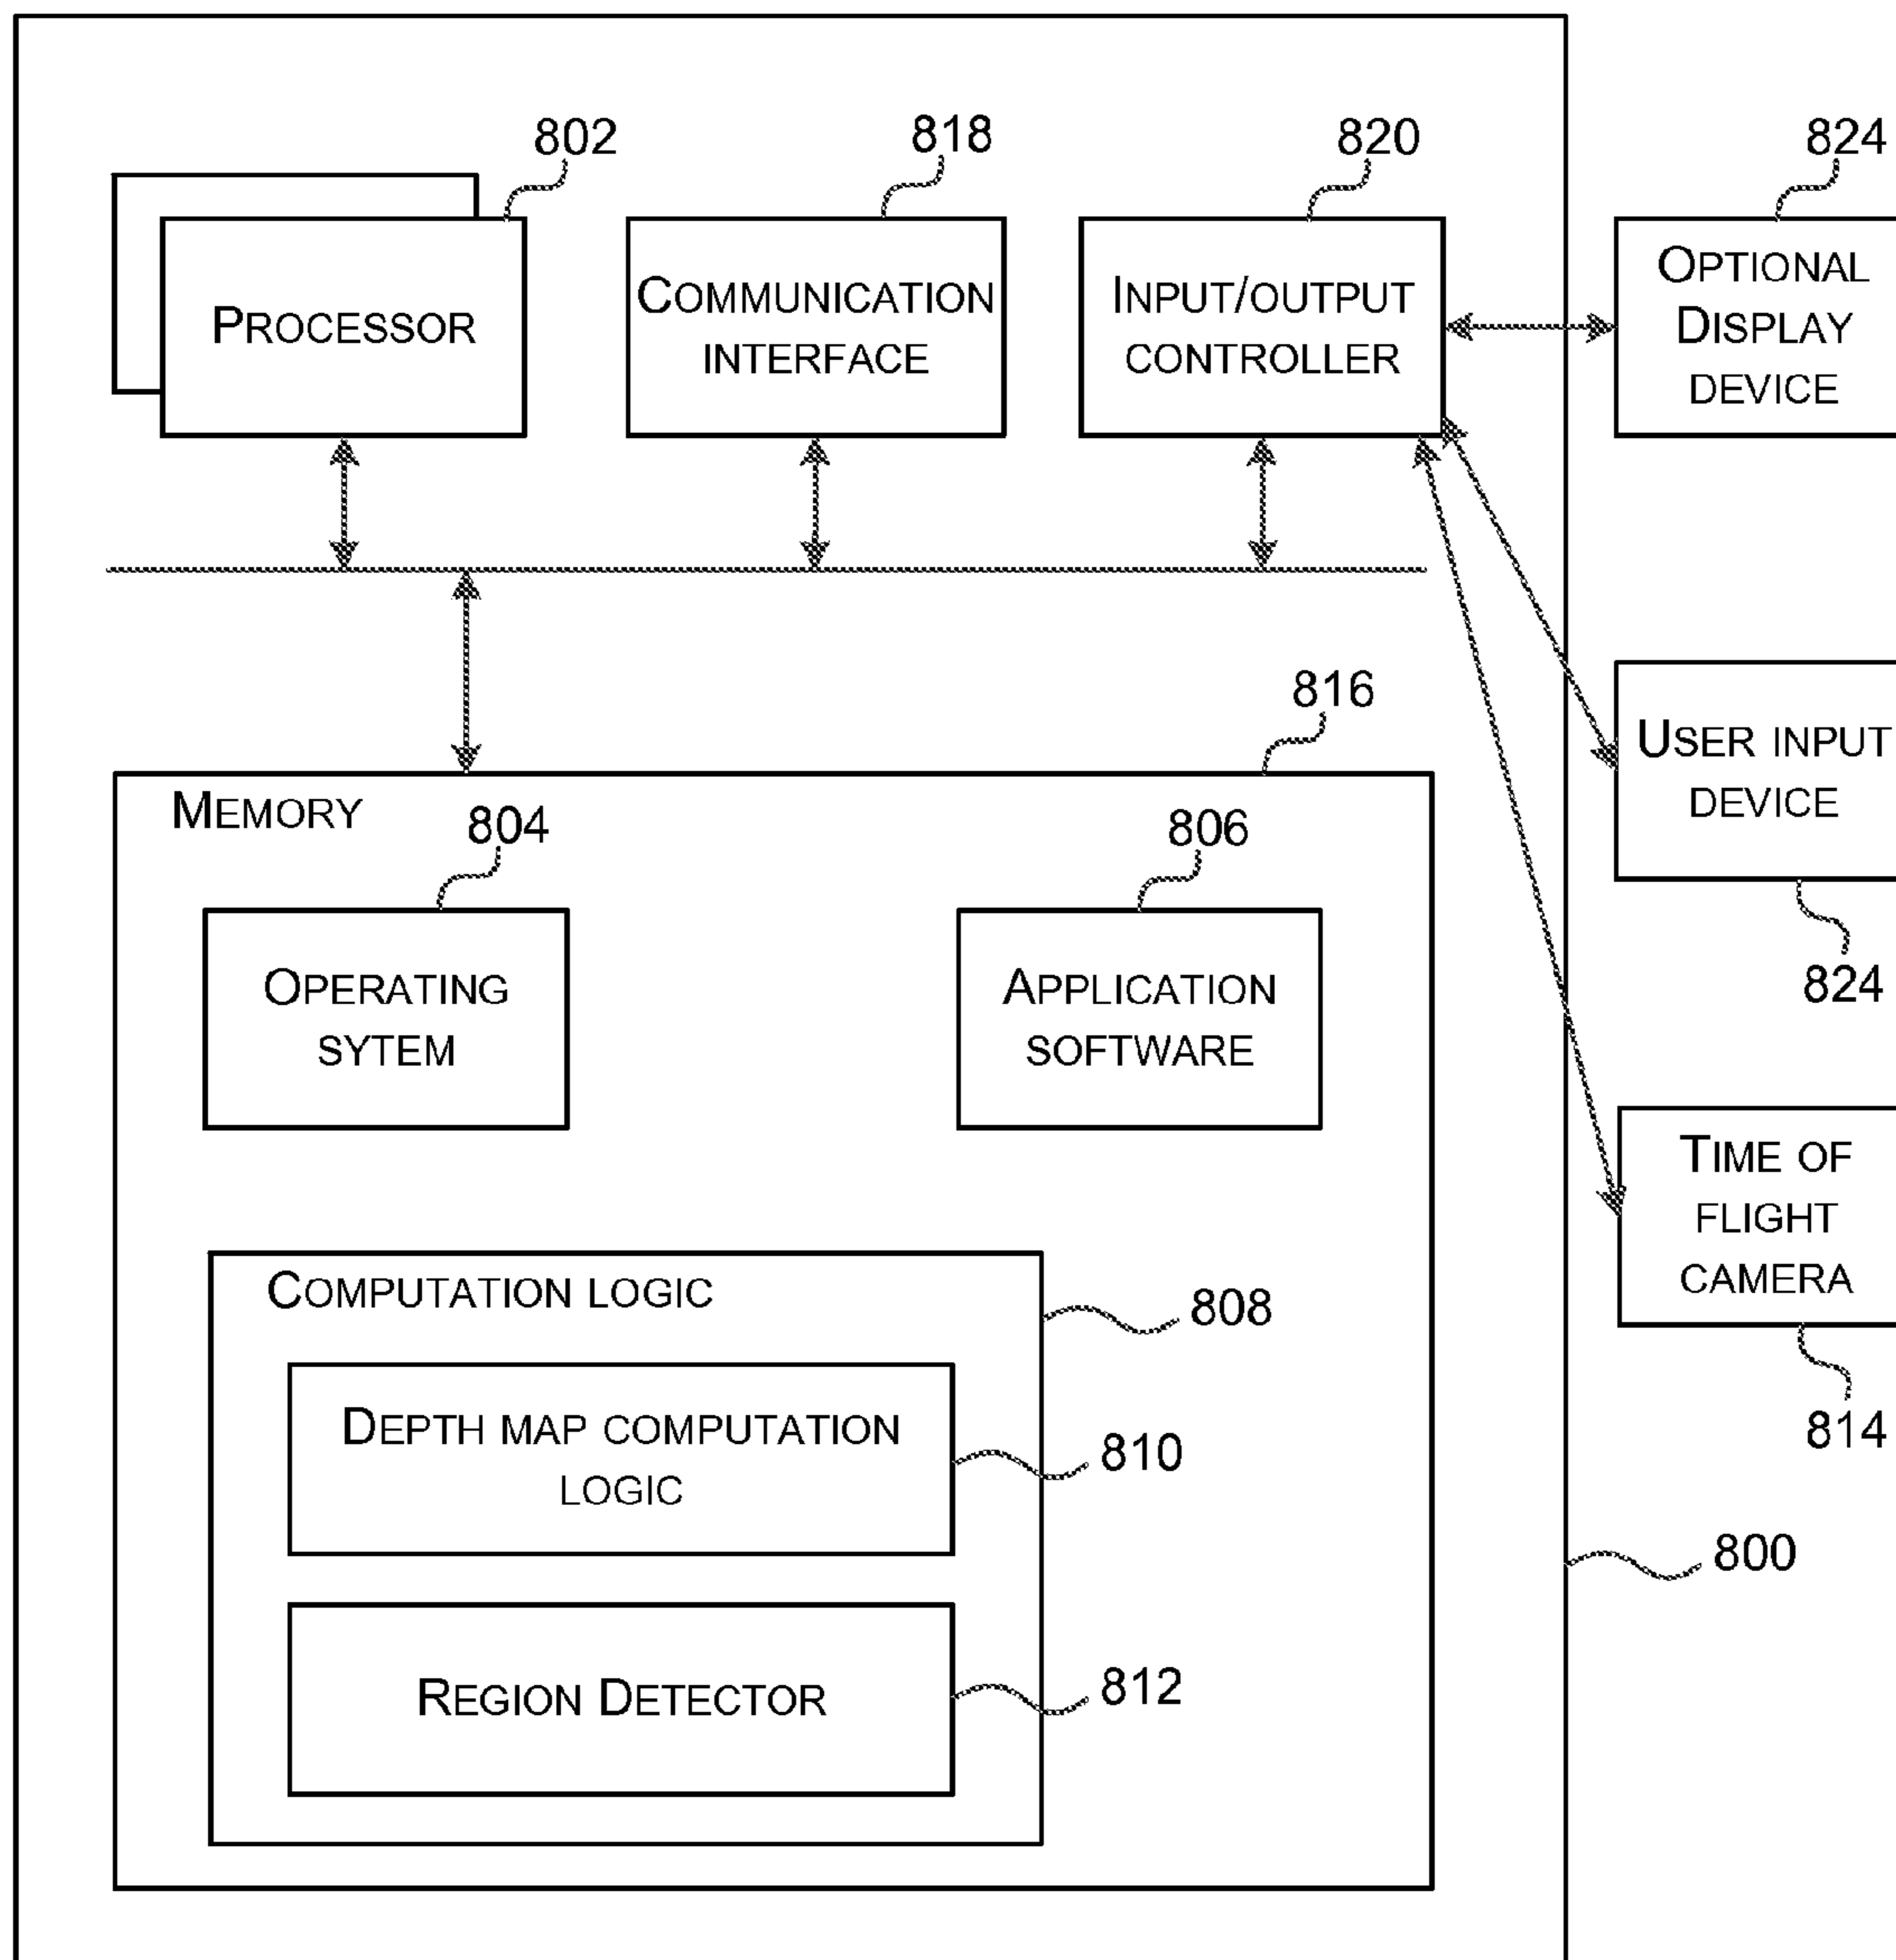 802
818
820
824
PROCESSOR
COMMUNICATION
INTERFACE
INPUT/OUTPUT
CONTROLLER
OPTIONAL
DISPLAY
DEVICE
816
USER INPUT
DEVICE
824
MEMORY
804
806
OPERATING
SYTEM
APPLICATION
SOFTWARE
TIME OF
FLIGHT
CAMERA
814
COMPUTATION LOGIC
808
DEPTH MAP COMPUTATION
LOGIC
810
800
REGION DETECTOR
812